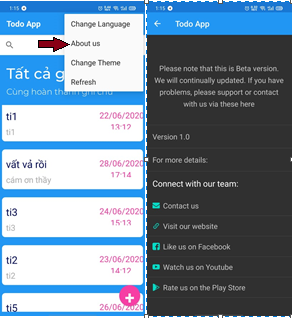 1:15
Todo App
Change Language
About us
Change Theme
Refresh
Tất cả g
Cùng hoàn thành ghi chú
ti1
ti1
22/06/2020
13:12
vất vả rồi
cám ơn thầy
28/06/2020
17:14
ti3
ti3
24/06/2020
15:13
ti2
ti2
23/06/2020
14:12
ti5
26/06/2020
1:15
Todo App
Please note that this is Beta version.
We will continually updated. If you have
problems, please support or contact
with us via these here
Version 1.0
For more details:
Connect with our team:
Contact us
Visit our website
Like us on Facebook
Watch us on Youtube
Rate us on the Play Store